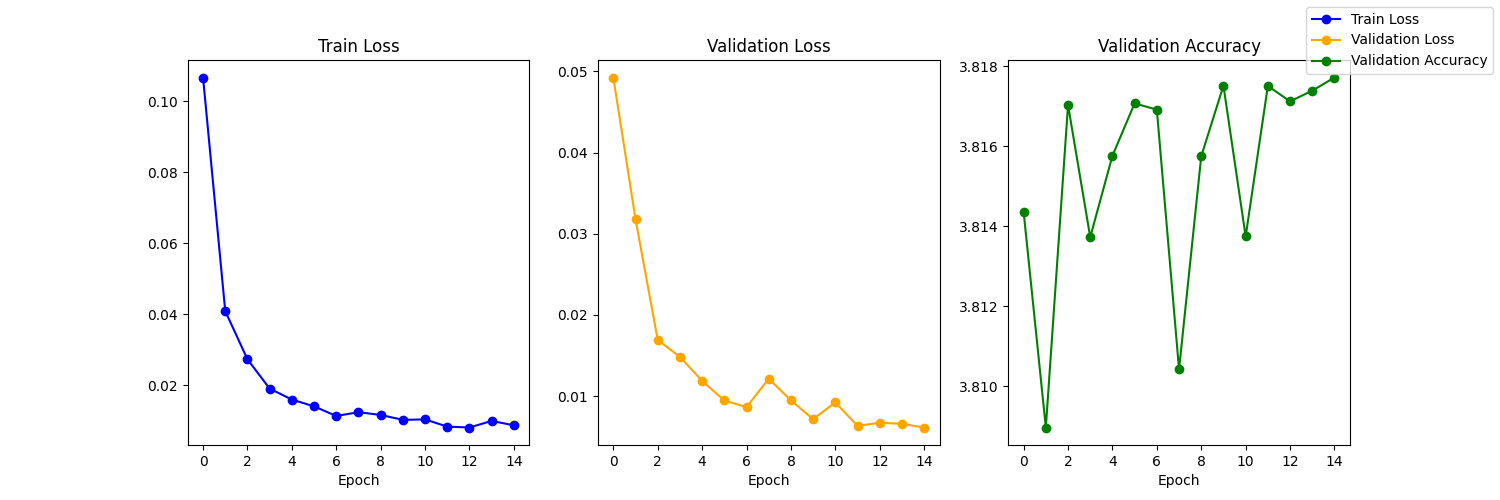 Train Loss
Validation Loss
Validation Accuracy
Train Loss
Validation Loss
Validation Accuracy
0.10
0.08
0.06
0.04
0.02
0 2 4 6 8 10 12 14
Epoch
0.05
0.04
0.03
0.02
0.01
0 2 4 6 8 10 12 14
Epoch
3.818
3.816
3.814
3.812
3.810
0 2 4 6 8 10 12 14
Epoch